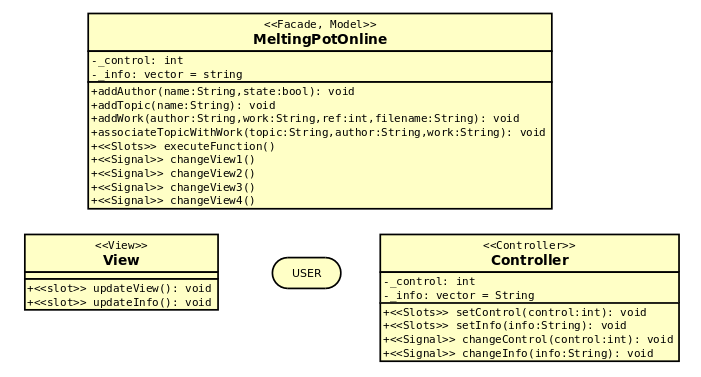 <<Facade, Model>>
MeltingPotOnline
-_control: int
-_info: vector = string
+addAuthor(name:String,state:bool): void
+addTopic(name:String): void
+addWork(author:String,work:String,ref:int,filename:String): void
+associateTopicWithWork(topic:String,author:String,work:String): void
+<<Slots>> executeFunction()
+<<Signal>> changeView1()
+<<Signal>> changeView2()
+<<Signal>> changeView3()
+<<Signal>> changeView4()
<<View>>
View
+<<slot>> updateView(): void
+<<slot>> updateInfo(): void
USER
<<Controller>>
Controller
-_control: int
-_info: vector = String
+<<Slots>> setControl(control:int): void
+<<Slots>> setInfo(info:String): void
+<<Signal>> changeControl(control:int): void
+<<Signal>> changeInfo(info:String): void